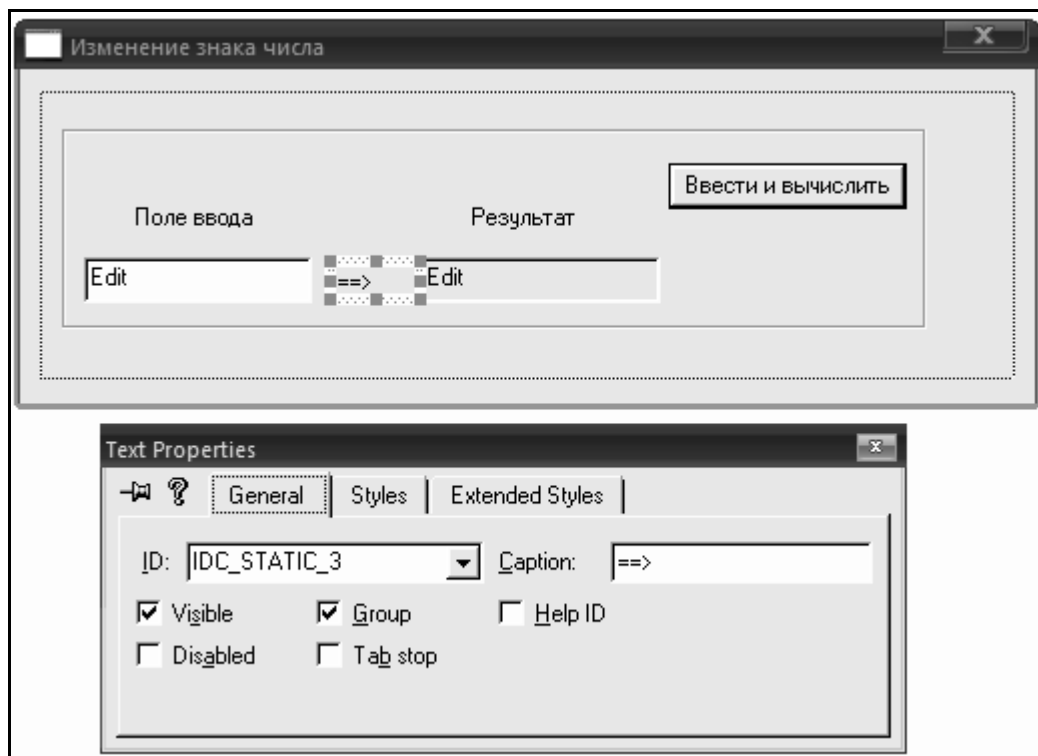 Изменение знака числа
Ввести и вычислить
Поле ввода Результат
Edit ==> Edit
Text Properties
General Styles Extended Styles
ID: IDC_STATIC_3 Caption: ==>
Visible Group Help ID
Disabled Tab stop